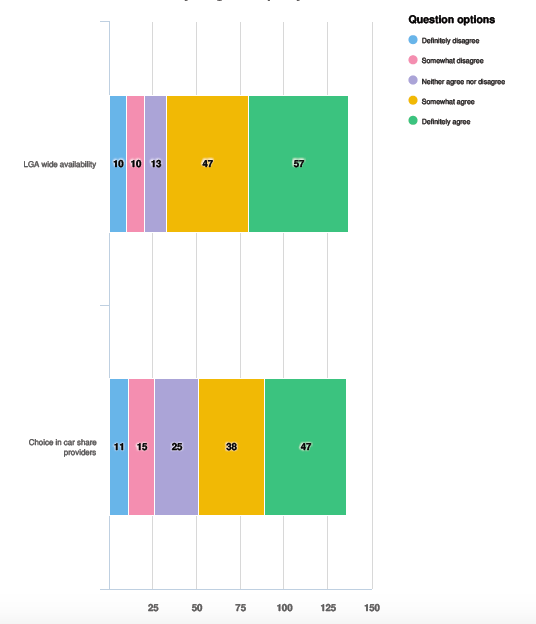 Question options
Definitely disagree
Somewhat disagree
Neither agree nor disagree
Somewhat agree
Definitely agree
LGA wide availability
10 10 13 47 57
Choice in car share
providers
11 15 25 38 47
25 50 75 100 125 150